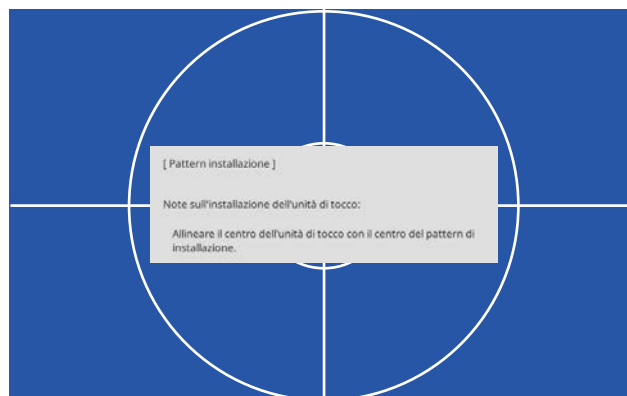 [ Pattern installazione ]
Note sull'installazione dell'unità di tocco:
Allineare il centro dell'unità di tocco con il centro del pattern di
installazione.